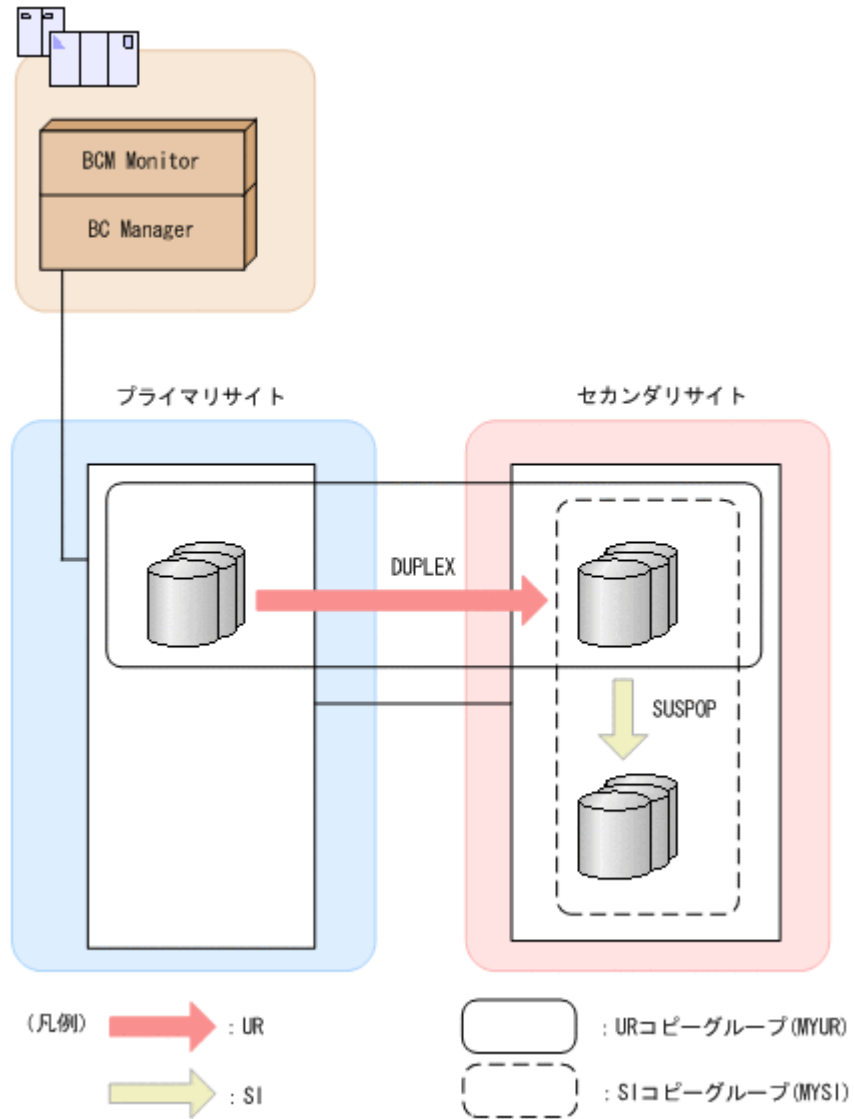 BCM Monitor
BC Manager
プライマリサイト
セカンダリサイト
DUPLEX
SUSPOP
(凡例)
: UR
: URコピーグループ(MYUR)
: SI
: SIコピーグループ(MYSI)